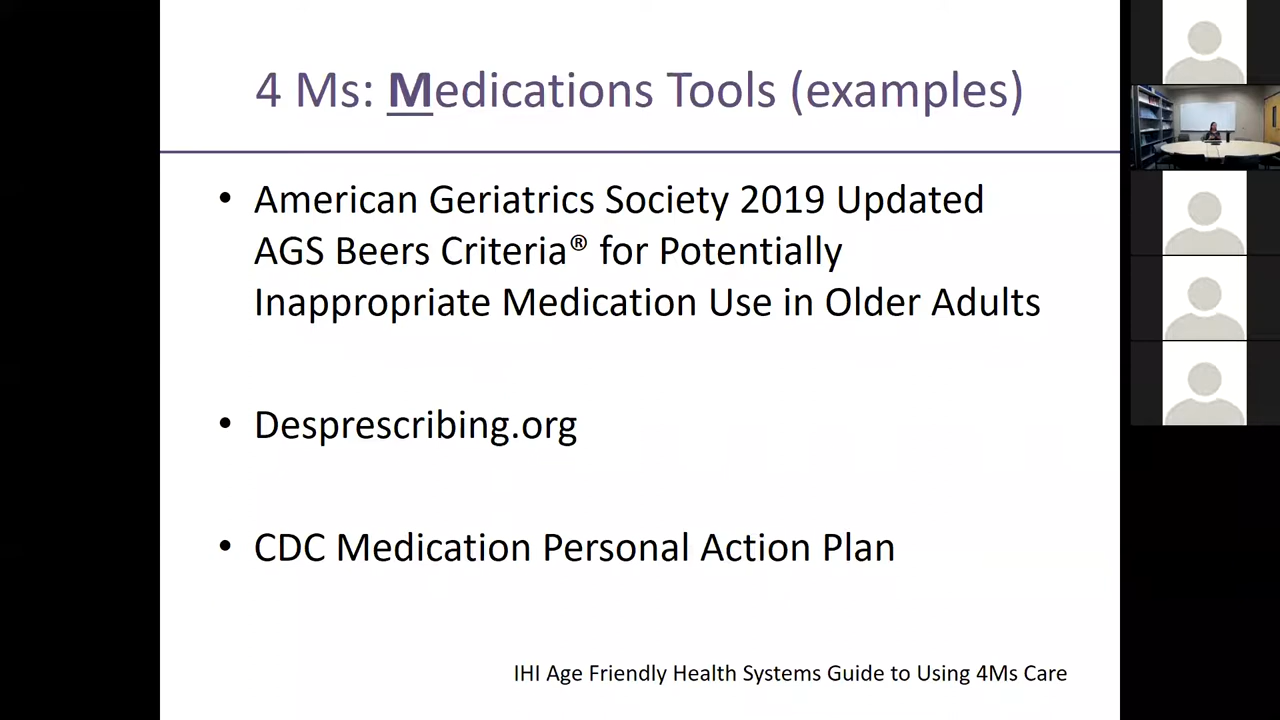 4 Ms: Medications Tools (examples)
• American Geriatrics Society 2019 Updated
AGS Beers Criteria® for Potentially
Inappropriate Medication Use in Older Adults
• Desprescribing.org
• CDC Medication Personal Action Plan
IHI Age Friendly Health Systems Guide to Using 4Ms Care